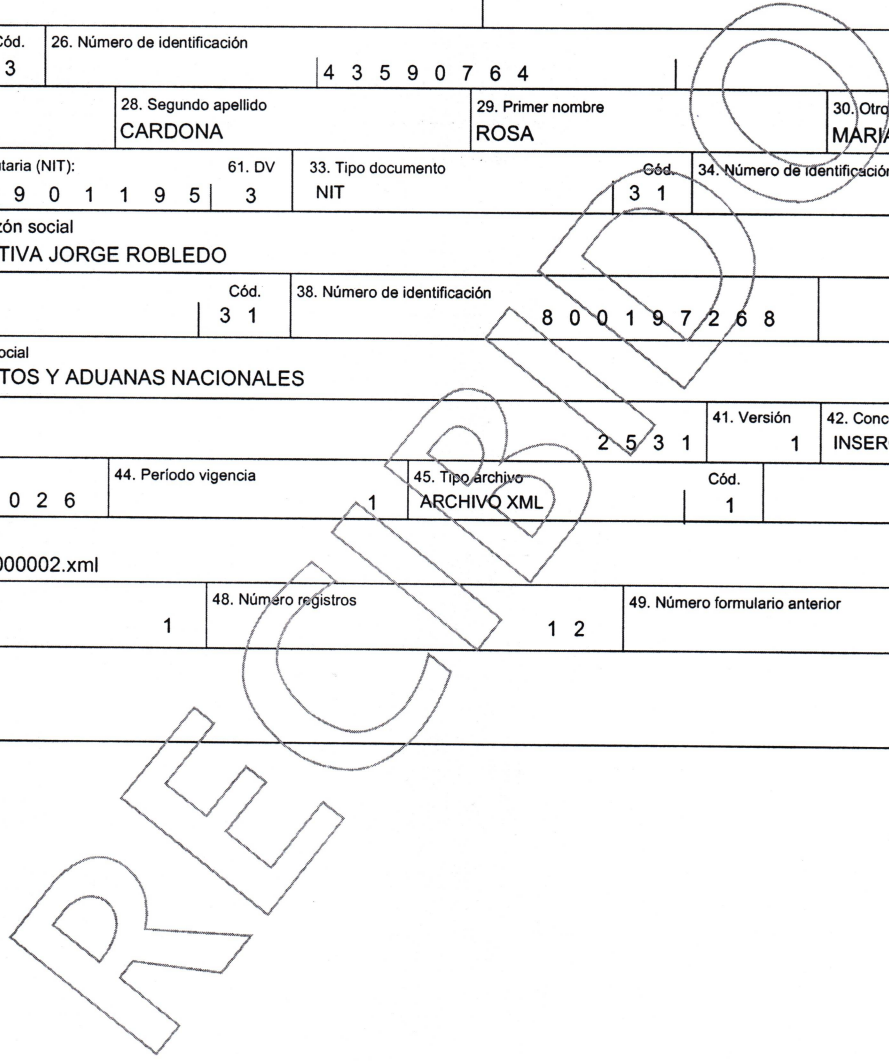 Cód. 26. Número de identificación
3 4 3 5 9 0 7 6 4
28. Segundo apellido 29. Primer nombre 30. Otro
CARDONA ROSA MARIA
utaria (NIT): 61. DV 33. Tipo documento Cód. 34. Número de identificación
9 0 1 1 9 5 3 NIT 3 1
zón social
TIVA JORGE ROBLEDO
Cód. 38. Número de identificación
3 1 8 0 0 1 9 7 2 6 8
ocial
TOS Y ADUANAS NACIONALES
2 5 3 1 41. Versión 1 42. Conc
INSER
44. Período vigencia 45. Tipo archivo Cód.
0 2 6 1 ARCHIVO XML 1
000002.xml
48. Número registros 49. Número formulario anterior
1 1 2
RECIBIDO